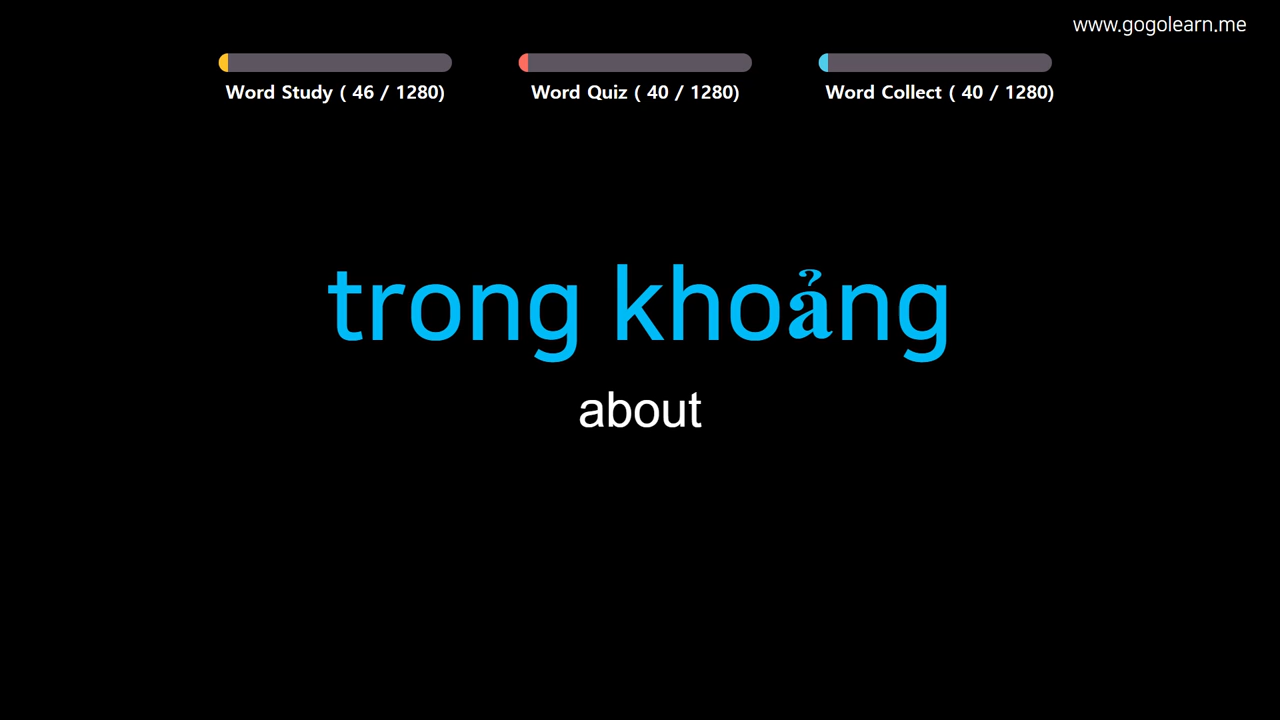 www.gogolearn.me
Word Study ( 46 / 1280)
Word Quiz ( 40 / 1280)
Word Collect ( 40 / 1280)
trong khoảng
about